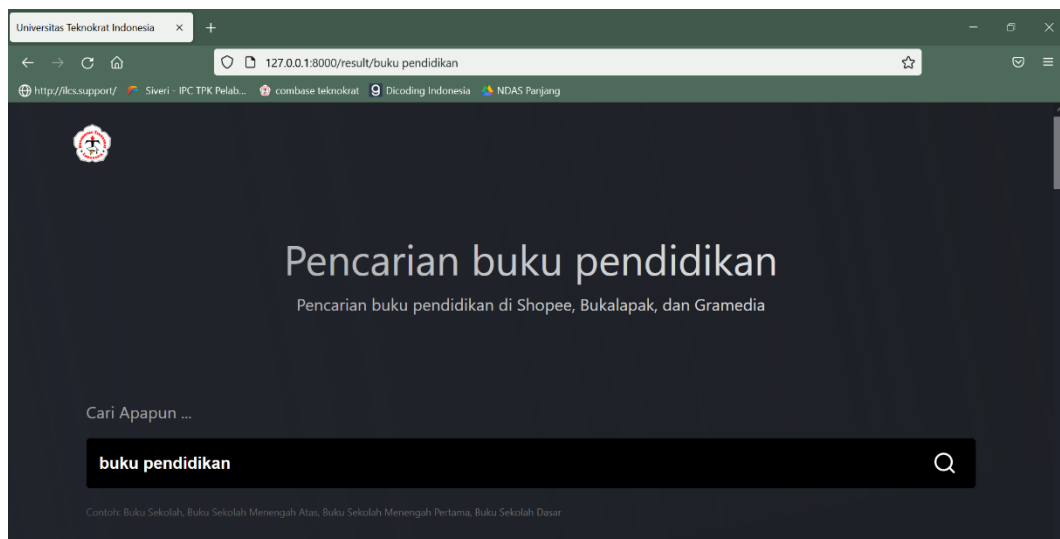 Universitas Teknokrat Indonesia
127.0.0.1:8000/result/buku pendidikan
http://ilcs.support/ Siveri - IPC TPK Pelab... combase teknokrat Dicoding Indonesia NDAS Panjang
Pencarian buku pendidikan
Pencarian buku pendidikan di Shopee, Bukalapak, dan Gramedia
Cari Apapun ...
buku pendidikan
Contoh: Buku Sekolah, Buku Sekolah Menengah Atas, Buku Sekolah Menengah Pertama, Buku Sekolah Dasar